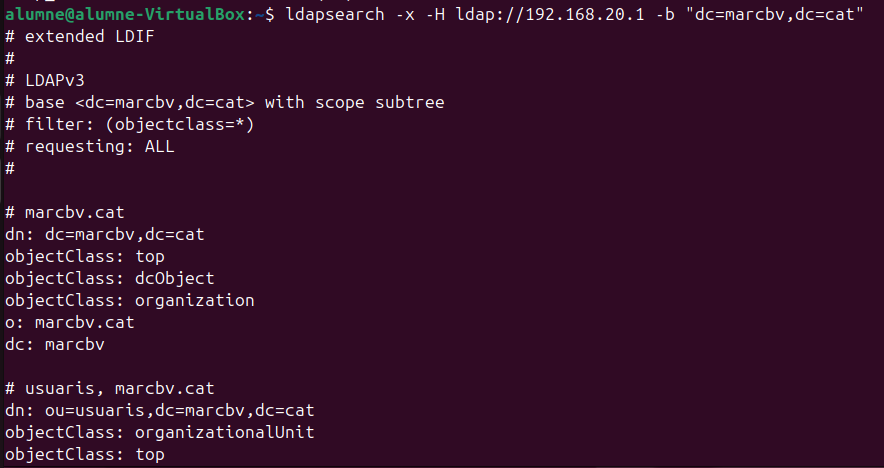 alumne@alumne-VirtualBox:~$ ldapsearch -x -H ldap://192.168.20.1 -b "dc=marcbv,dc=cat"
# extended LDIF
#
# LDAPv3
# base <dc=marcbv,dc=cat> with scope subtree
# filter: (objectclass=*)
# requesting: ALL
#

# marcbv.cat
dn: dc=marcbv,dc=cat
objectClass: top
objectClass: dcObject
objectClass: organization
o: marcbv.cat
dc: marcbv

# usuaris, marcbv.cat
dn: ou=usuaris,dc=marcbv,dc=cat
objectClass: organizationalUnit
objectClass: top